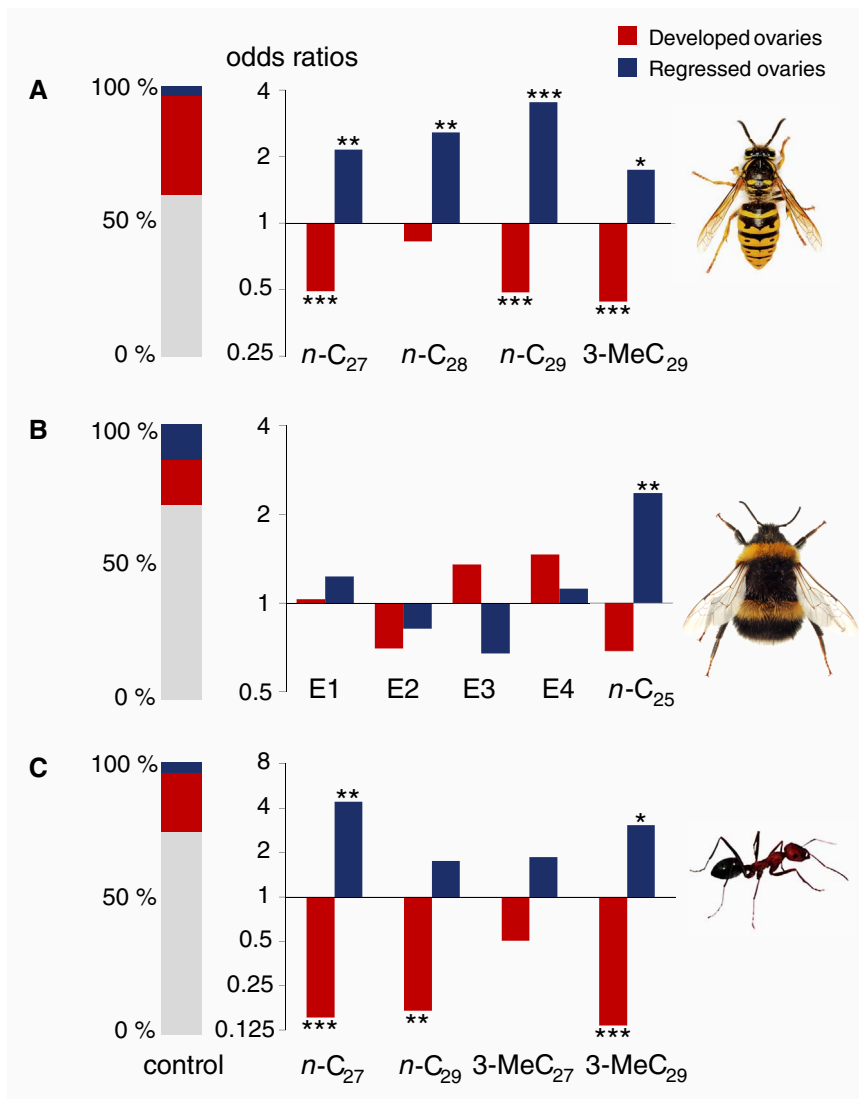 odds ratios
Developed ovaries
Regressed ovaries
A
100 %
50 %
0 %
4
2
1
0.5
0.25
** ** *** *
*** *** ***
n-C27 n-C28 n-C29 3-MeC29
B
100 %
50 %
0 %
4
2
1
0.5
**
E1 E2 E3 E4 n-C25
C
100 %
50 %
0 %
8
4
2
1
0.5
0.25
0.125
** *
*** ** ***
control n-C27 n-C29 3-MeC27 3-MeC29